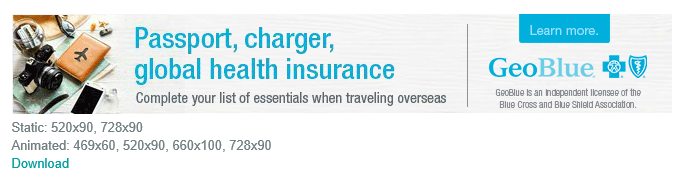 Passport, charger,
global health insurance
Complete your list of essentials when traveling overseas
Learn more.
GeoBlue
GeoBlue is an independent licensee of the
Blue Cross and Blue Shield Association.
Static: 520x90, 728x90
Animated: 469x60, 520x90, 660x100, 728x90
Download